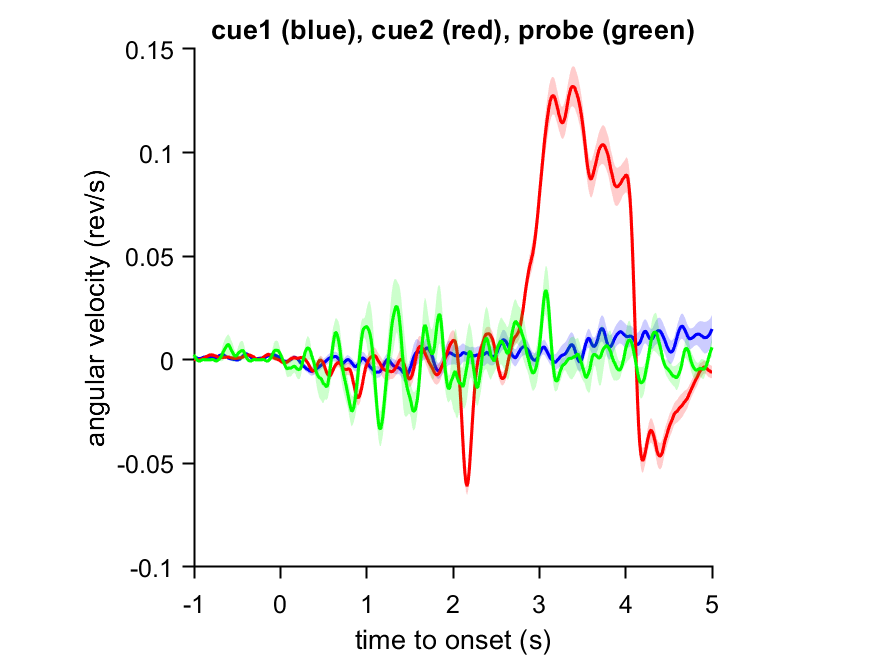 cue1 (blue), cue2 (red), probe (green)
0.15
0.1
0.05
0
-0.05
-0.1
angular velocity (rev/s)
-1 0 1 2 3 4 5
time to onset (s)